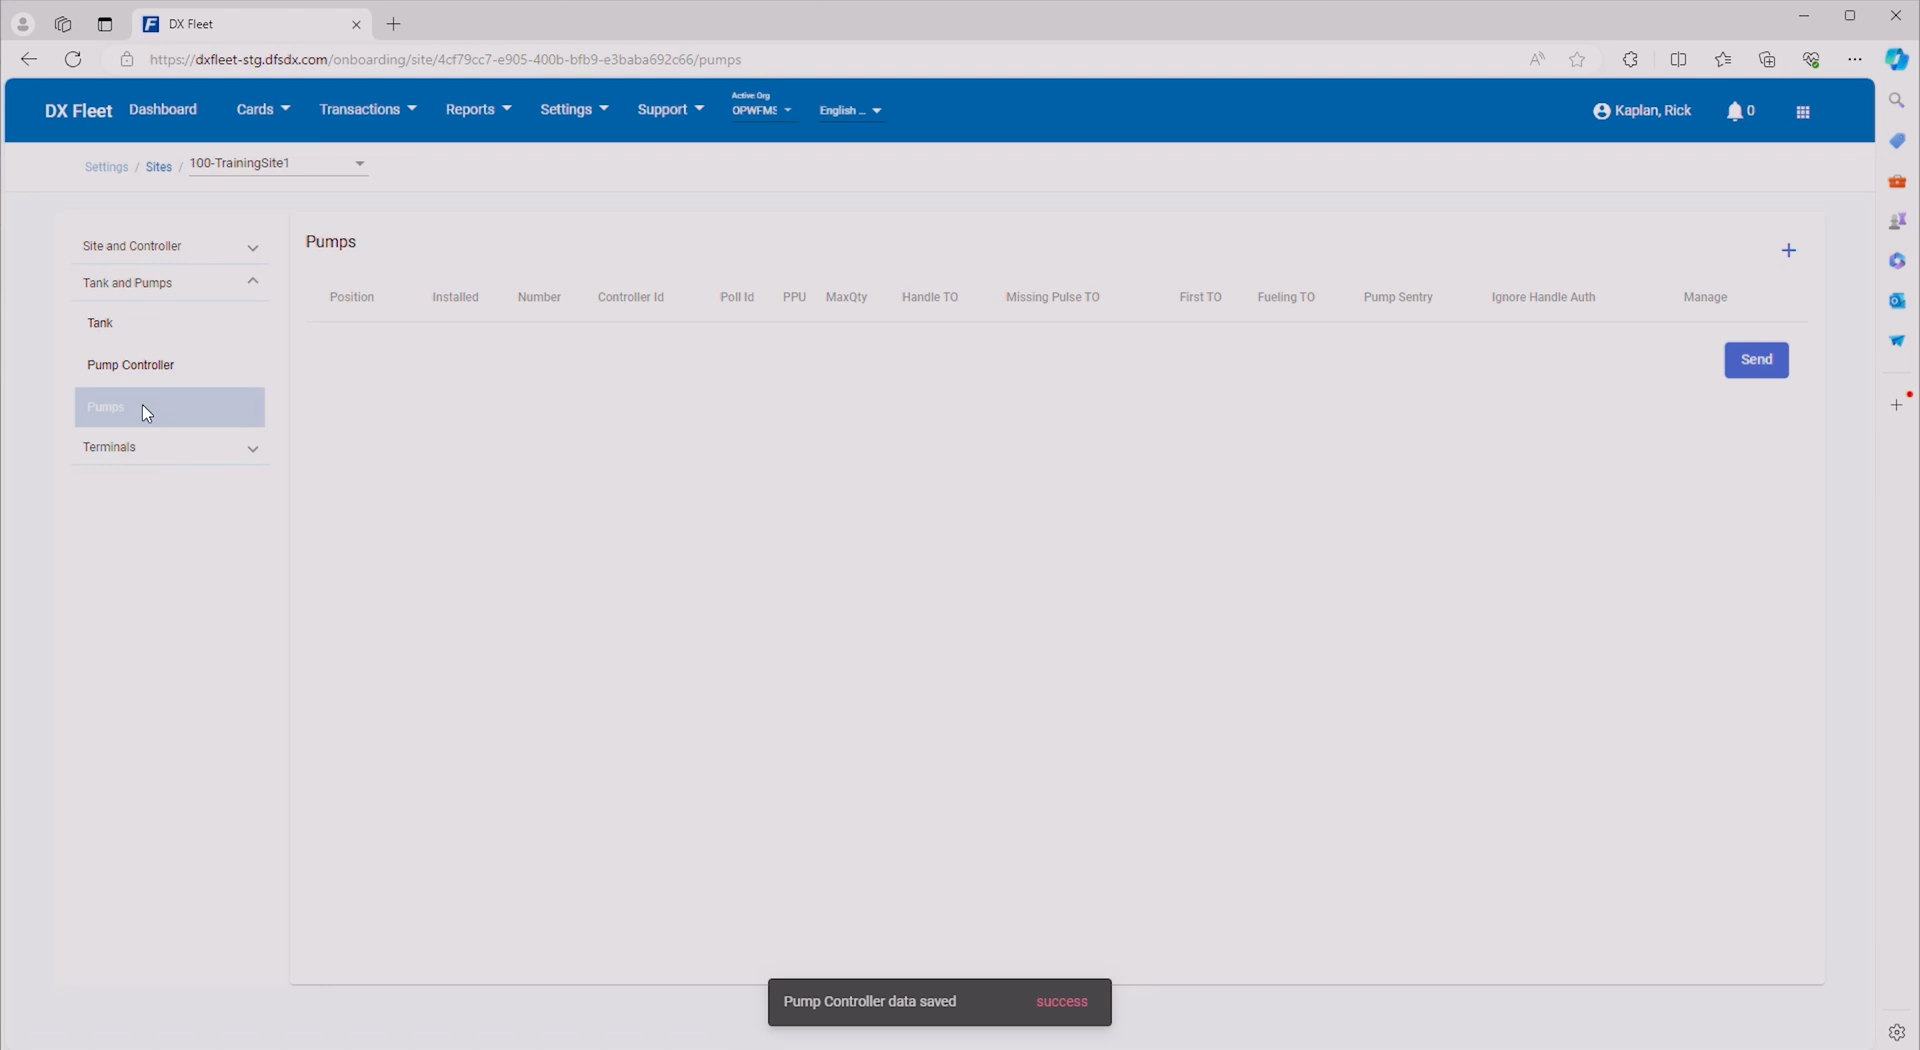 DX Fleet
https://dxfleet-stg.dfsdx.com/onboarding/site/4cf79cc7-e905-400b-bfb9-e3baba692c66/pumps
DX Fleet Dashboard Cards Transactions Reports Settings Support Active Org OPWFMS English ... Kaplan, Rick 0
Settings / Sites / 100-TrainingSite1
Site and Controller
Tank and Pumps
Tank
Pump Controller
Pumps
Terminals
Pumps
Position Installed Number Controller Id Poll Id PPU MaxQty Handle TO Missing Pulse TO First TO Fueling TO Pump Sentry Ignore Handle Auth Manage
Send
Pump Controller data saved success